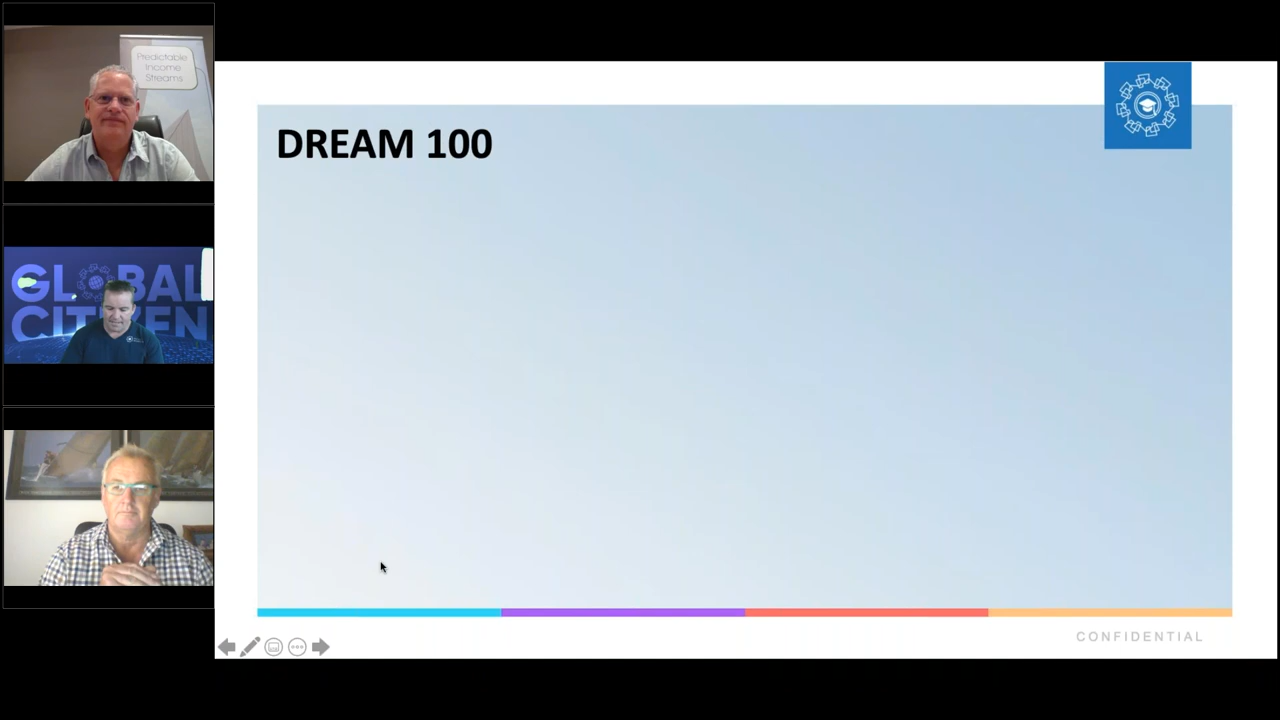 Predictable
Income
Streams
GLOBAL
CITIZEN
DREAM 100
CONFIDENTIAL